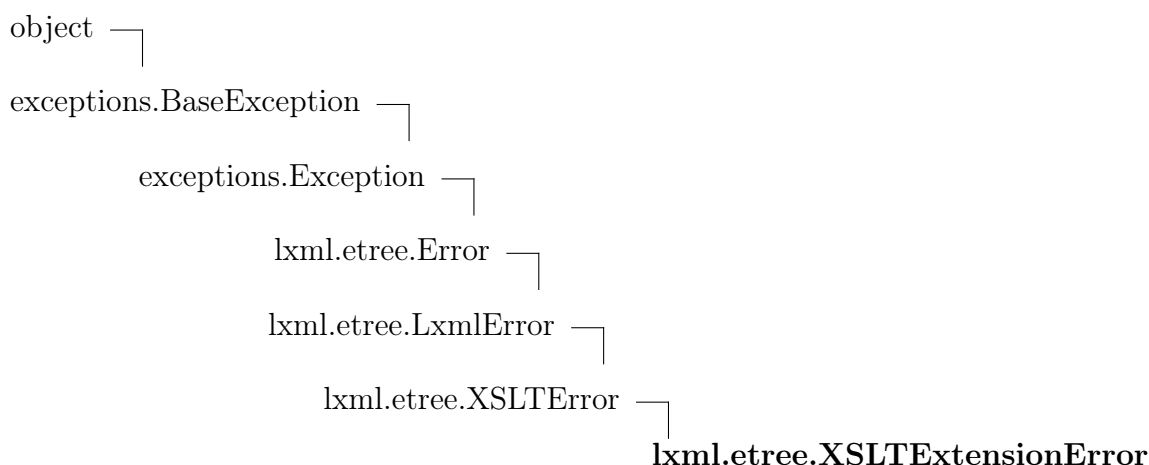 object
exceptions.BaseException
exceptions.Exception
lxml.etree.Error
lxml.etree.LxmlError
lxml.etree.XSLTError
lxml.etree.XSLTExtensionError